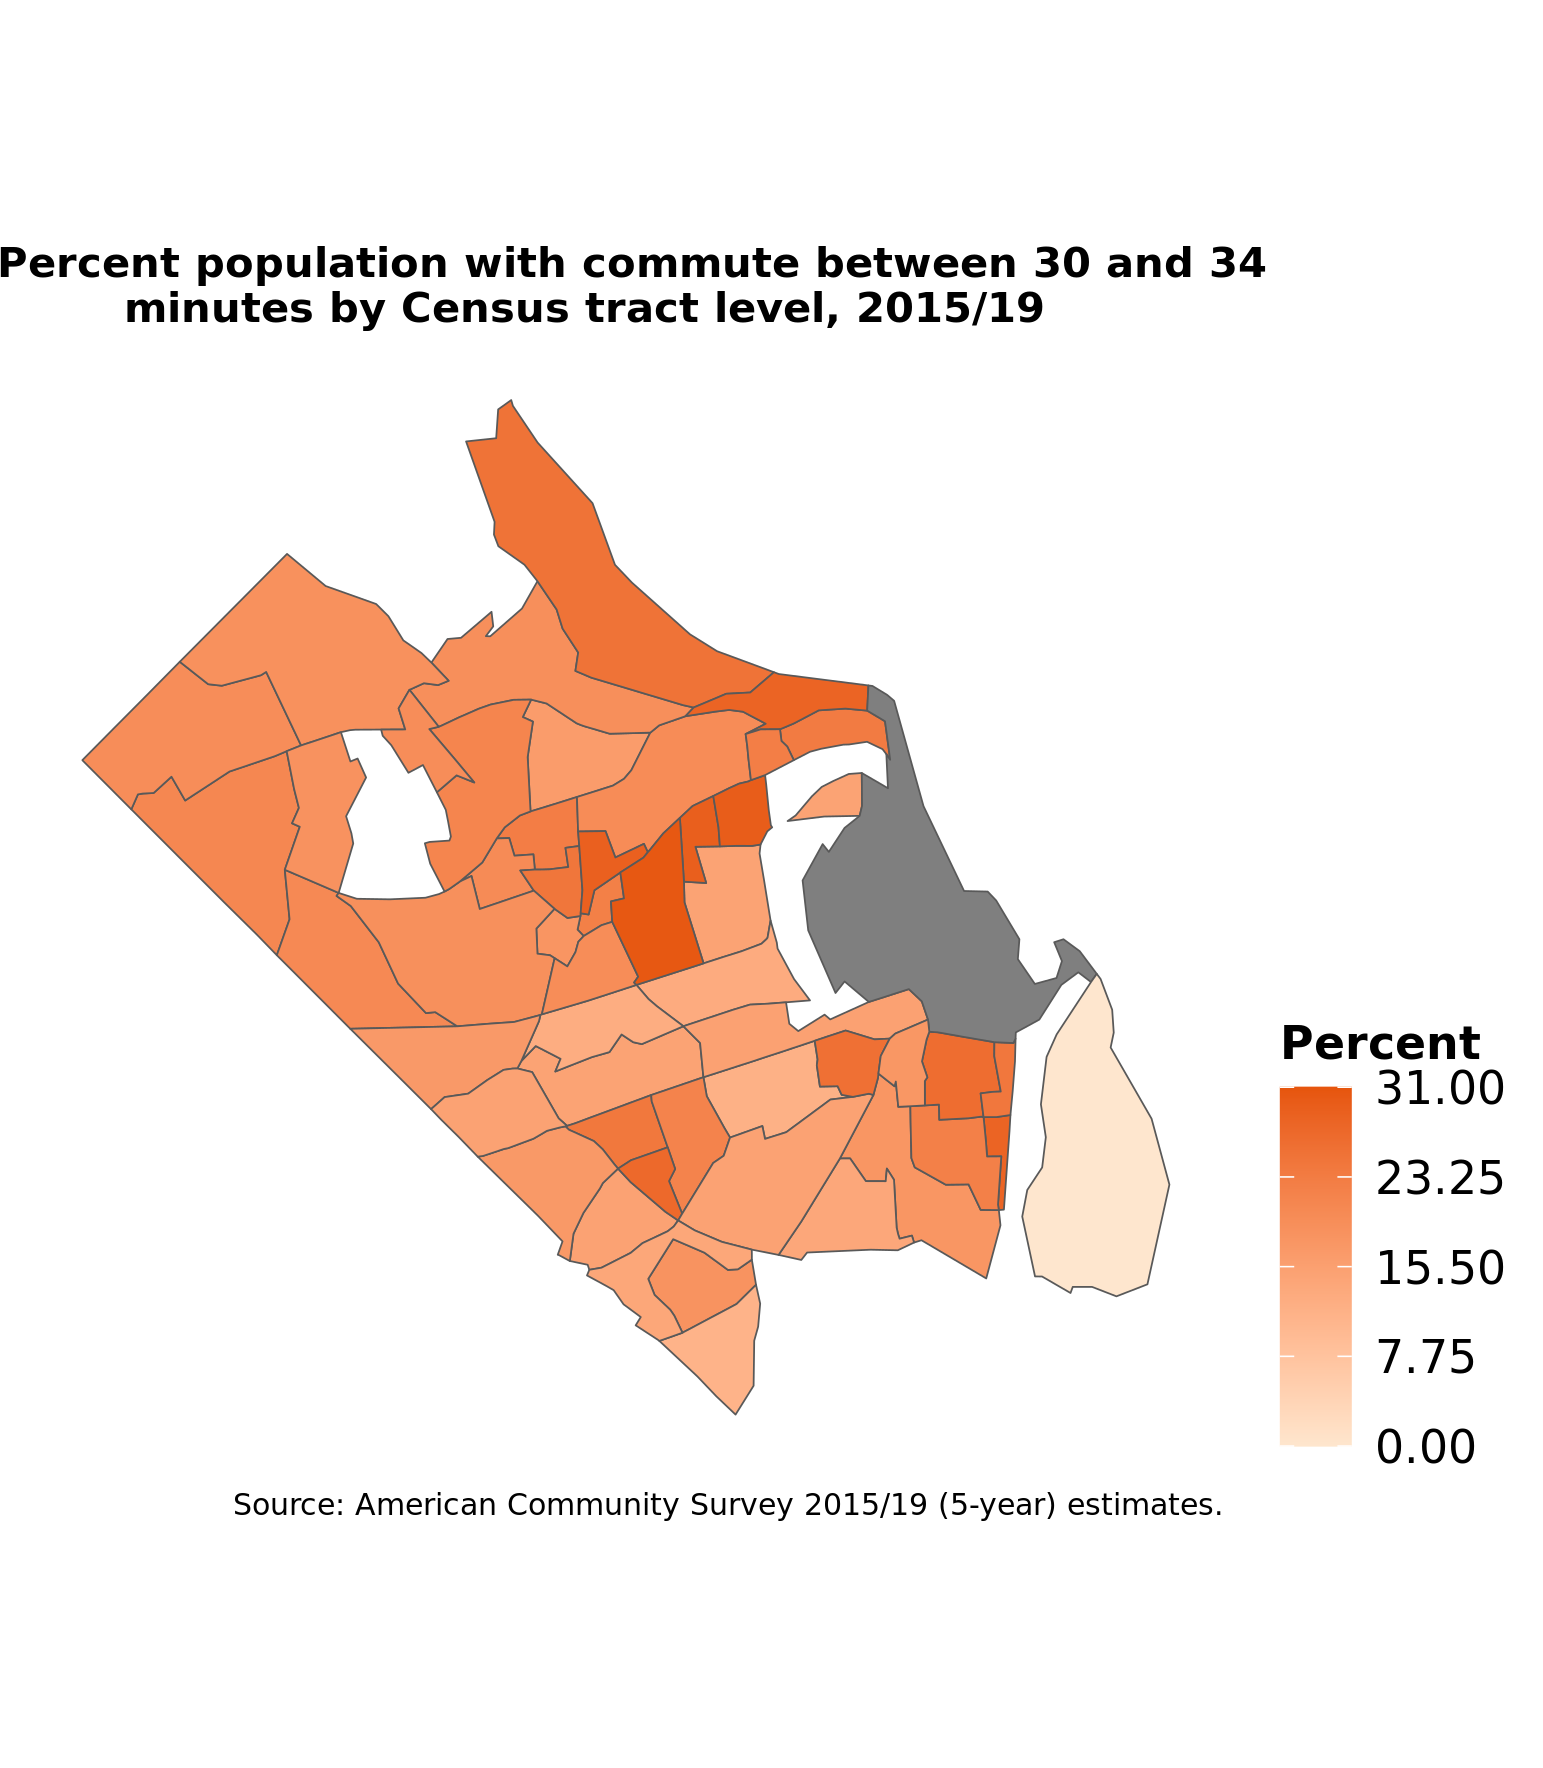 Percent population with commute between 30 and 34
minutes by Census tract level, 2015/19
Percent
31.00
23.25
15.50
7.75
0.00
Source: American Community Survey 2015/19 (5-year) estimates.